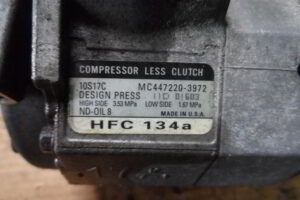 COMPRESSOR LESS CLUTCH
10S17C MC447220-3972
DESIGN PRESS
HIGH SIDE 3.53 MPa LOW SIDE 1.67 MPa
ND-OIL 8 MADE IN U.S.A.
HFC 134a